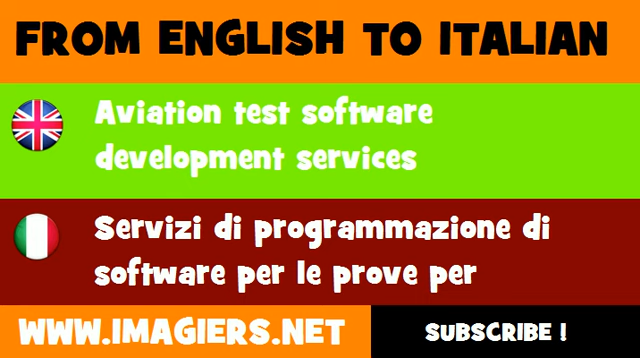 FROM ENGLISH TO ITALIAN
Aviation test software
development services
Servizi di programmazione di
software per le prove per
WWW.IMAGIERS.NET
SUBSCRIBE !